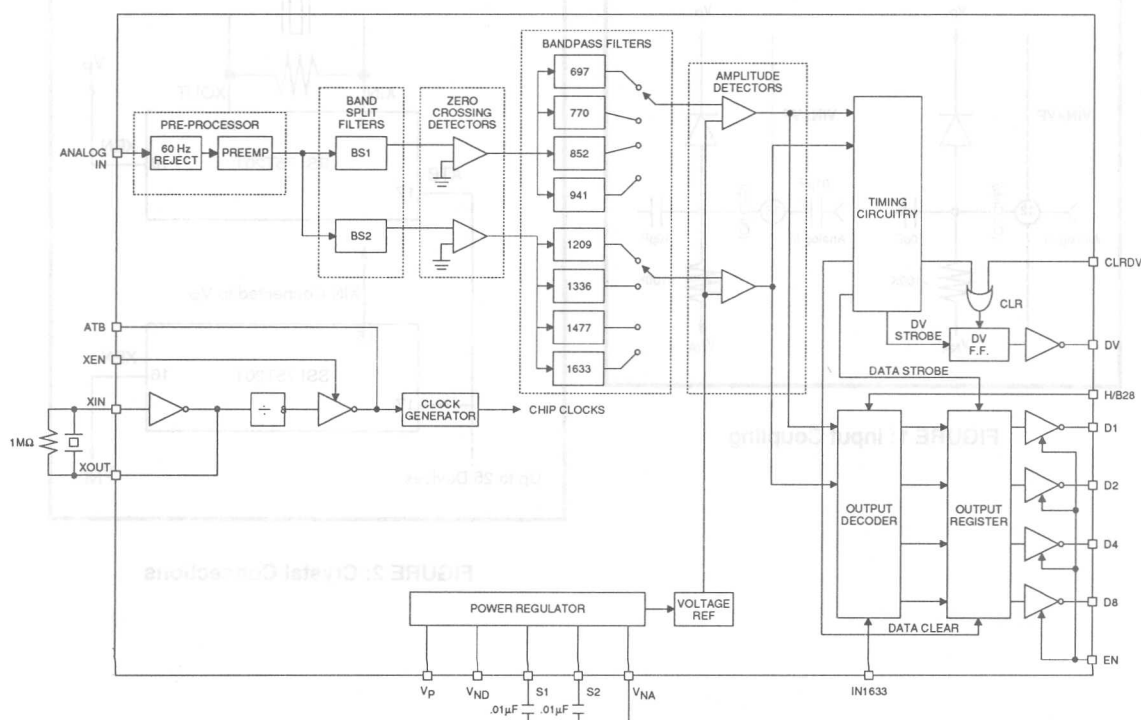 BANDPASS FILTERS
697
770
852
941
1209
1336
1477
1633
AMPLITUDE
DETECTORS
BAND
SPLIT
FILTERS
BS1
BS2
ZERO
CROSSING
DETECTORS
PRE-PROCESSOR
60 Hz
REJECT
PREEMP
ANALOG
IN
TIMING
CIRCUITRY
CLRDV
CLR
DV
STROBE
DV
F.F.
DV
DATA STROBE
H/B28
ATB
XEN
XIN
1MΩ
XOUT
÷ 8
CLOCK
GENERATOR
CHIP CLOCKS
OUTPUT
DECODER
OUTPUT
REGISTER
D1
D2
D4
D8
EN
DATA CLEAR
POWER REGULATOR
VOLTAGE
REF
VP
VND
S1
S2
VNA
.01μF
.01μF
IN1633
FIGURE 1: Input Coupling
Up to 25 Devices
FIGURE 2: Crystal Connections